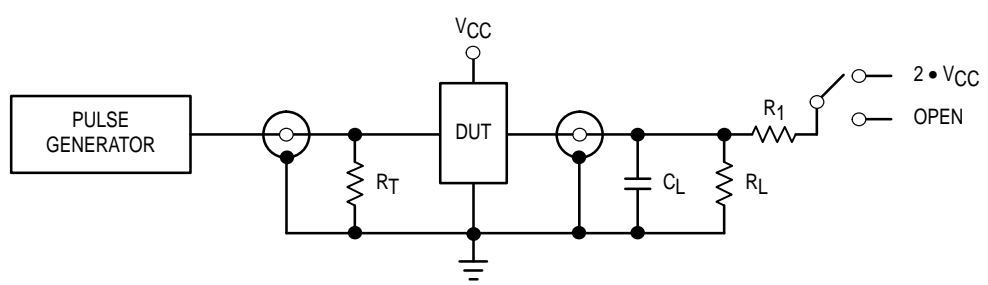 VCC
PULSE
GENERATOR
DUT
RT
CL
RL
R1
2 • VCC
OPEN